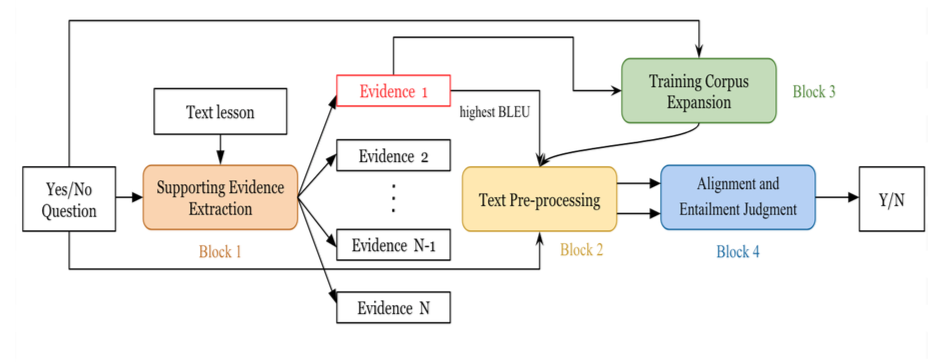 Evidence 1
Training Corpus
Expansion
Block 3
Text lesson
highest BLEU
Evidence 2
Yes/No
Question
Supporting Evidence
Extraction
Block 1
Text Pre-processing
Block 2
Alignment and
Entailment Judgment
Block 4
Y/N
Evidence N-1
Evidence N